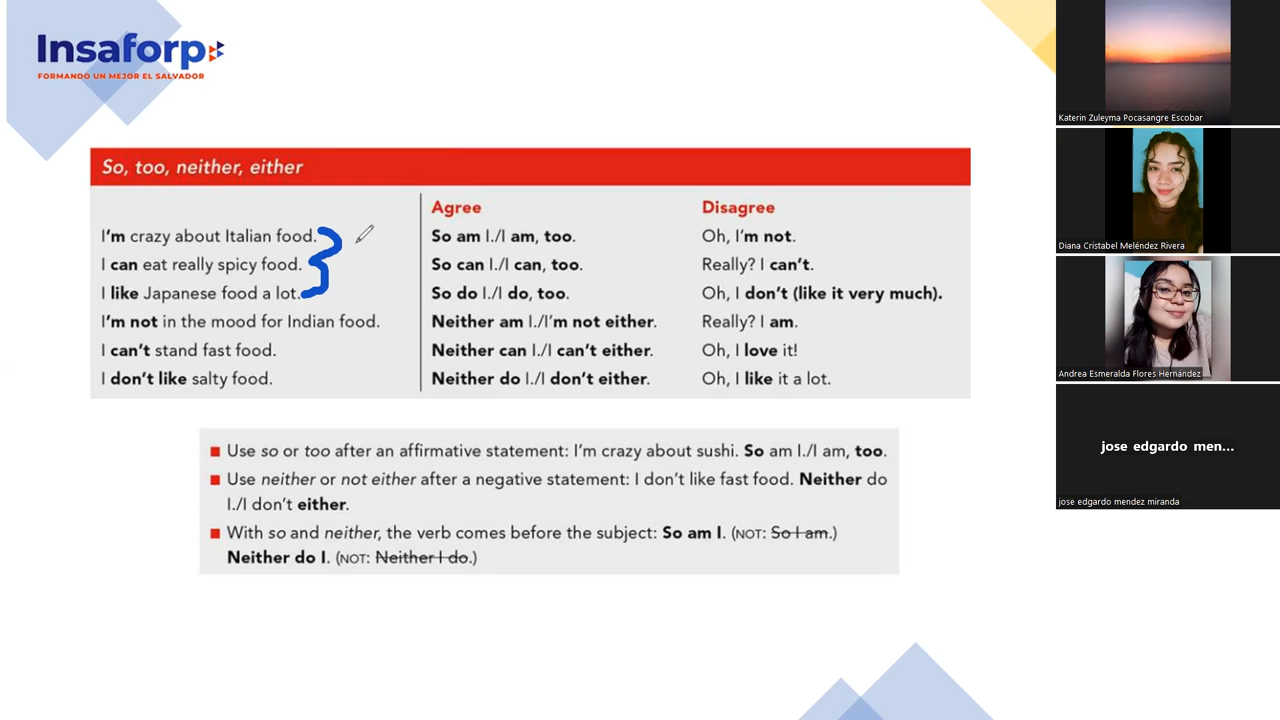 Insaforp
FORMANDO UN MEJOR EL SALVADOR
So, too, neither, either
Agree Disagree
I'm crazy about Italian food. So am I./I am, too. Oh, I'm not.
I can eat really spicy food. So can I./I can, too. Really? I can't.
I like Japanese food a lot. So do I./I do, too. Oh, I don't (like it very much).
I'm not in the mood for Indian food. Neither am I./I'm not either. Really? I am.
I can't stand fast food. Neither can I./I can't either. Oh, I love it!
I don't like salty food. Neither do I./I don't either. Oh, I like it a lot.
Use so or too after an affirmative statement: I'm crazy about sushi. So am I./I am, too.
Use neither or not either after a negative statement: I don't like fast food. Neither do
I./I don't either.
With so and neither, the verb comes before the subject: So am I. (NOT: So I am.)
Neither do I. (NOT: Neither I do.)
Katerin Zuleyma Pocasangre Escobar
Diana Cristabel Meléndez Rivera
Andrea Esmeralda Flores Hernández
jose edgardo men...
jose edgardo mendez miranda